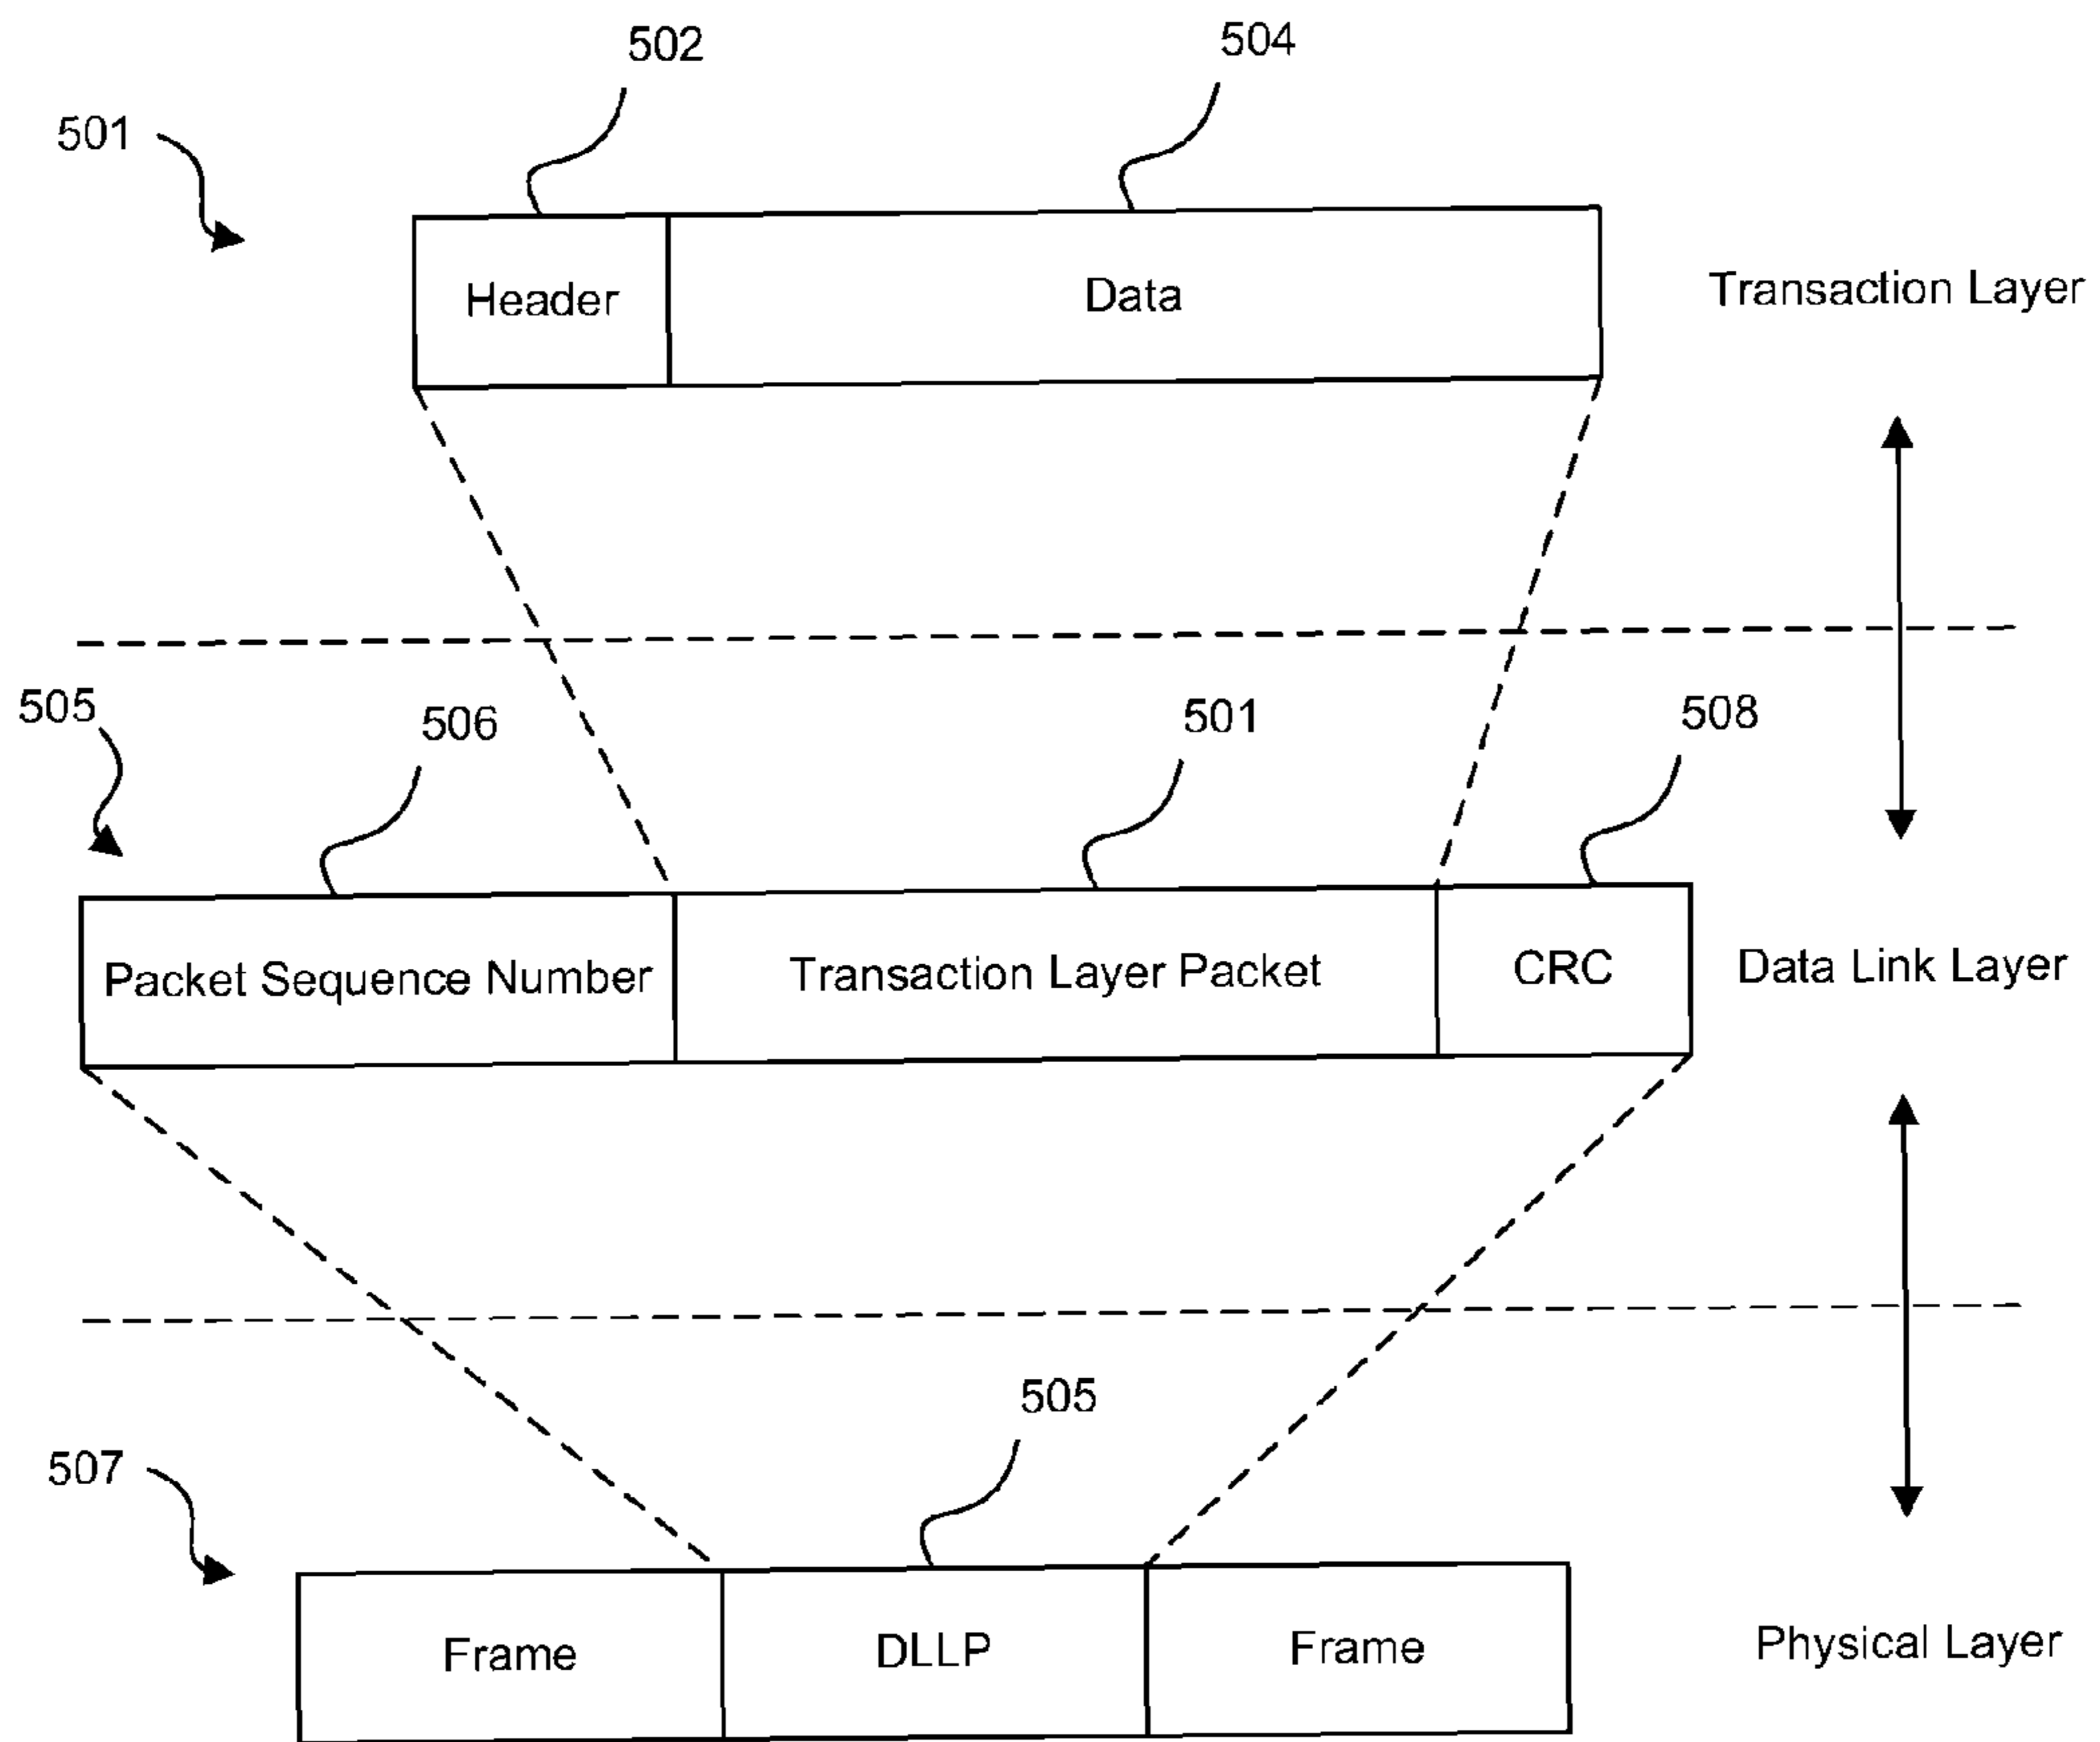 502
504
501
Header
Data
Transaction Layer
505
506
501
508
Packet Sequence Number
Transaction Layer Packet
CRC
Data Link Layer
505
507
Frame
DLLP
Frame
Physical Layer